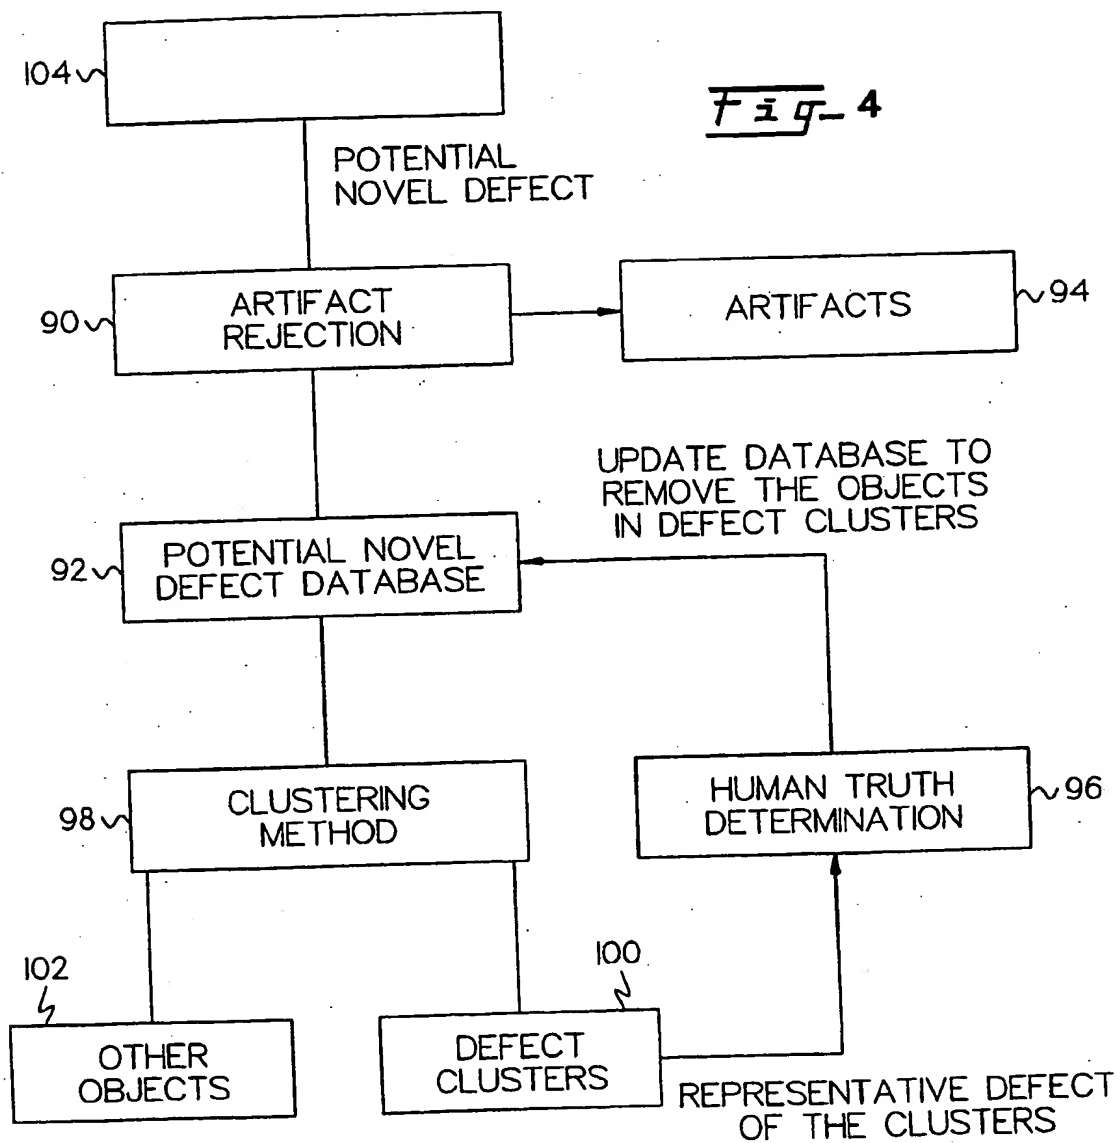 104
Fig- 4
POTENTIAL
NOVEL DEFECT
90
ARTIFACT
REJECTION
ARTIFACTS
94
UPDATE DATABASE TO
REMOVE THE OBJECTS
IN DEFECT CLUSTERS
92
POTENTIAL NOVEL
DEFECT DATABASE
98
CLUSTERING
METHOD
HUMAN TRUTH
DETERMINATION
96
102
100
OTHER
OBJECTS
DEFECT
CLUSTERS
REPRESENTATIVE DEFECT
OF THE CLUSTERS